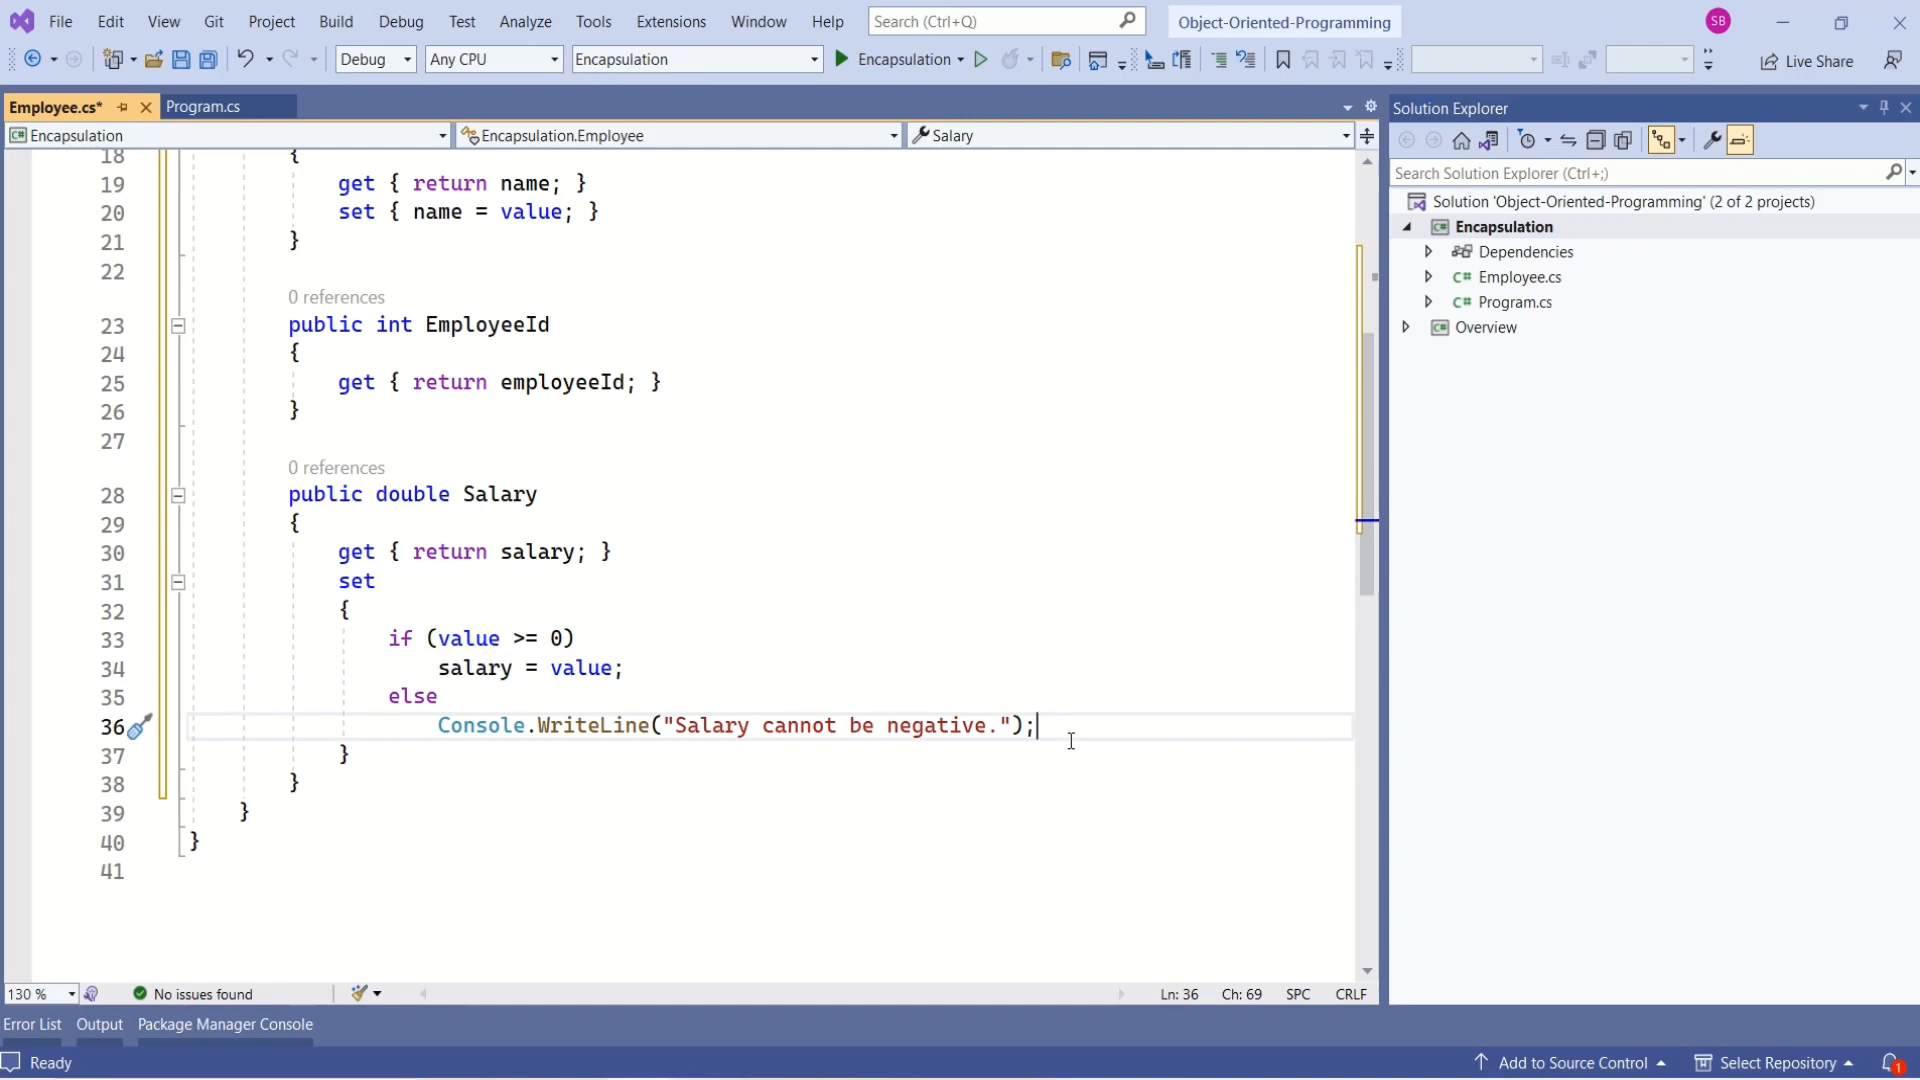 File Edit View Git Project Build Debug Test Analyze Tools Extensions Window Help Search (Ctrl+Q) Object-Oriented-Programming SB
Debug Any CPU Encapsulation Encapsulation Live Share
Employee.cs* Program.cs
Encapsulation Encapsulation.Employee Salary
18 {
19 get { return name; }
20 set { name = value; }
21 }
22
0 references
23 public int EmployeeId
24 {
25 get { return employeeId; }
26 }
27
0 references
28 public double Salary
29 {
30 get { return salary; }
31 set
32 {
33 if (value >= 0)
34 salary = value;
35 else
36 Console.WriteLine("Salary cannot be negative.");
37 }
38 }
39 }
40 }
41
130 % No issues found Ln: 36 Ch: 69 SPC CRLF
Solution Explorer
Search Solution Explorer (Ctrl+;)
Solution 'Object-Oriented-Programming' (2 of 2 projects)
C# Encapsulation
Dependencies
C# Employee.cs
C# Program.cs
C# Overview
Error List Output Package Manager Console
Ready Add to Source Control Select Repository 1